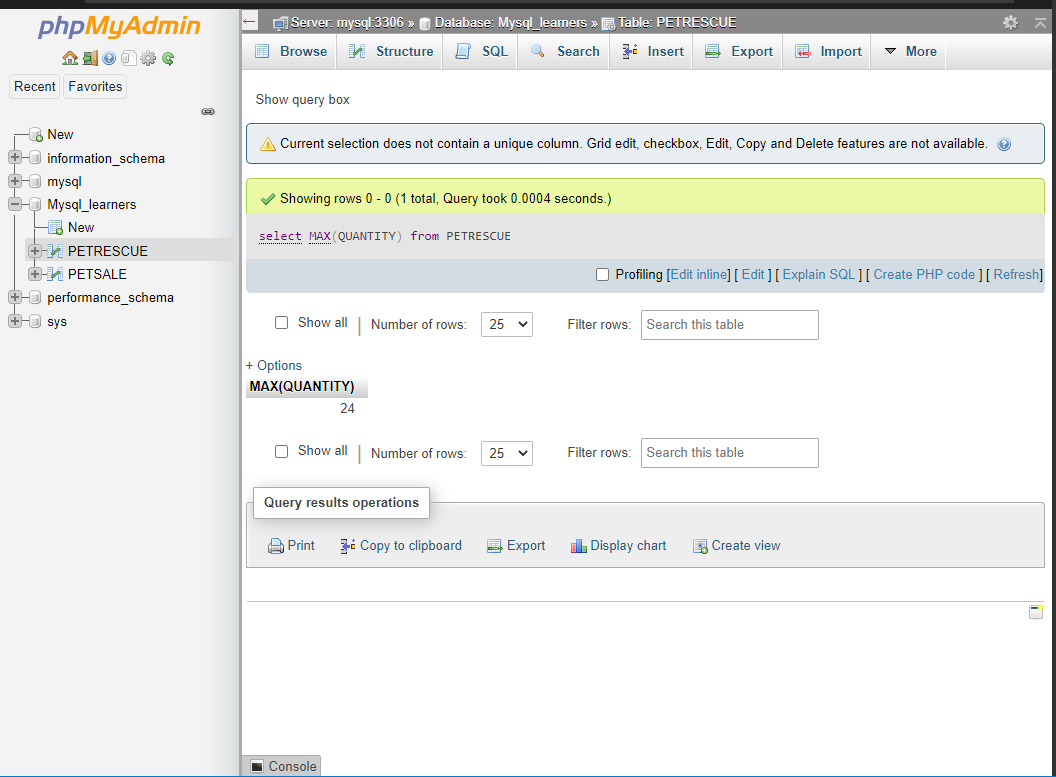 phpMyAdmin
Recent Favorites
New
information_schema
mysql
Mysql_learners
New
PETRESCUE
PETSALE
performance_schema
sys
Server: mysql:3306 » Database: Mysql_learners » Table: PETRESCUE
Browse Structure SQL Search Insert Export Import More
Show query box
Current selection does not contain a unique column. Grid edit, checkbox, Edit, Copy and Delete features are not available.
Showing rows 0 - 0 (1 total, Query took 0.0004 seconds.)
select MAX(QUANTITY) from PETRESCUE
Profiling [Edit inline] [ Edit ] [ Explain SQL ] [ Create PHP code ] [ Refresh]
Show all | Number of rows: 25 Filter rows: Search this table
+ Options
MAX(QUANTITY)
24
Show all | Number of rows: 25 Filter rows: Search this table
Query results operations
Print Copy to clipboard Export Display chart Create view
Console